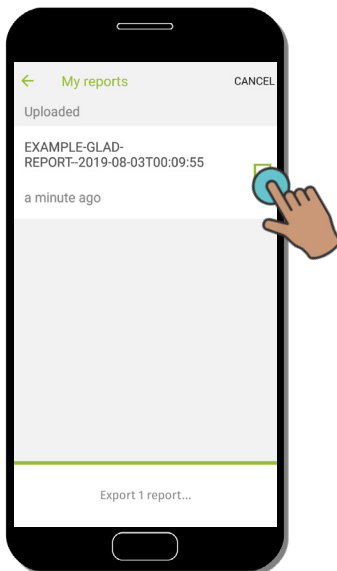 My reports
CANCEL
Uploaded
EXAMPLE-GLAD-
REPORT--2019-08-03T00:09:55
a minute ago
Export 1 report...